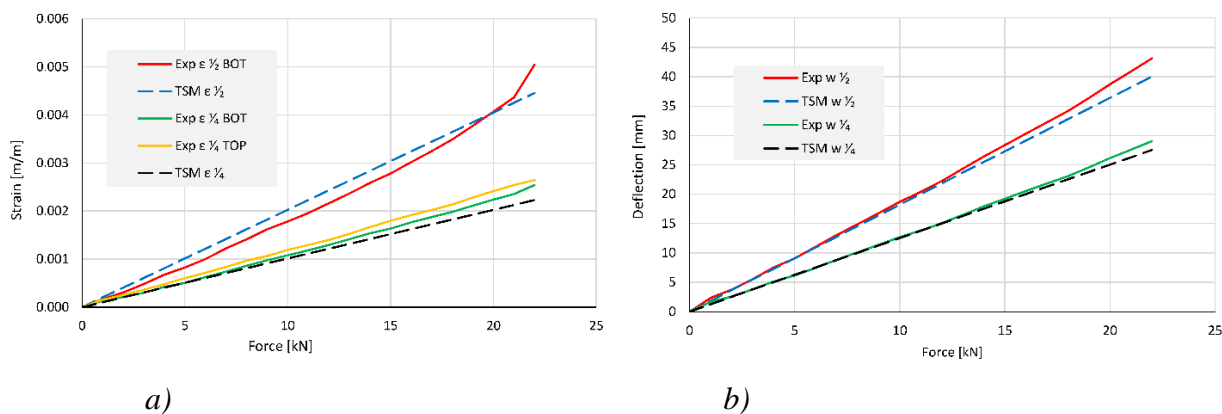 0.006
0.005
0.004
0.003
0.002
0.001
0.000
Strain [m/m]
Exp ε ½ BOT
TSM ε ½
Exp ε ¼ BOT
Exp ε ¼ TOP
TSM ε ¼
0 5 10 15 20 25
Force [kN]
a)
50
45
40
35
30
25
20
15
10
5
0
Deflection [mm]
Exp w ½
TSM w ½
Exp w ¼
TSM w ¼
0 5 10 15 20 25
Force [kN]
b)